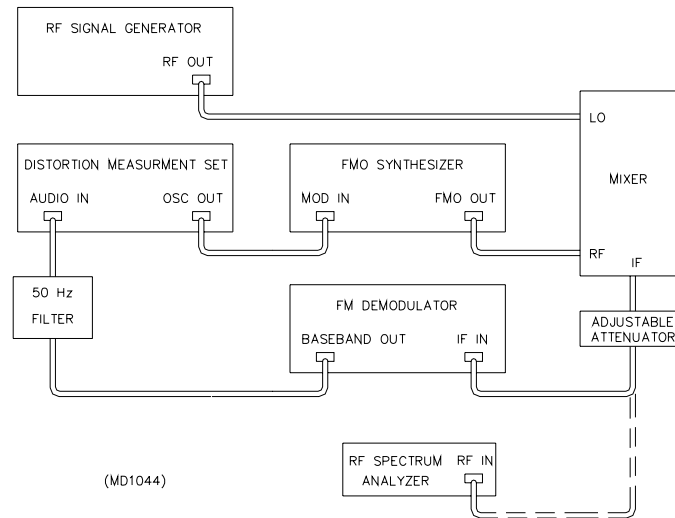 RF SIGNAL GENERATOR
RF OUT
LO
MIXER
RF
IF
DISTORTION MEASURMENT SET
AUDIO IN
OSC OUT
FMO SYNTHESIZER
MOD IN
FMO OUT
50 Hz
FILTER
FM DEMODULATOR
BASEBAND OUT
IF IN
ADJUSTABLE
ATTENUATOR
RF SPECTRUM
ANALYZER
RF IN
(MD1044)